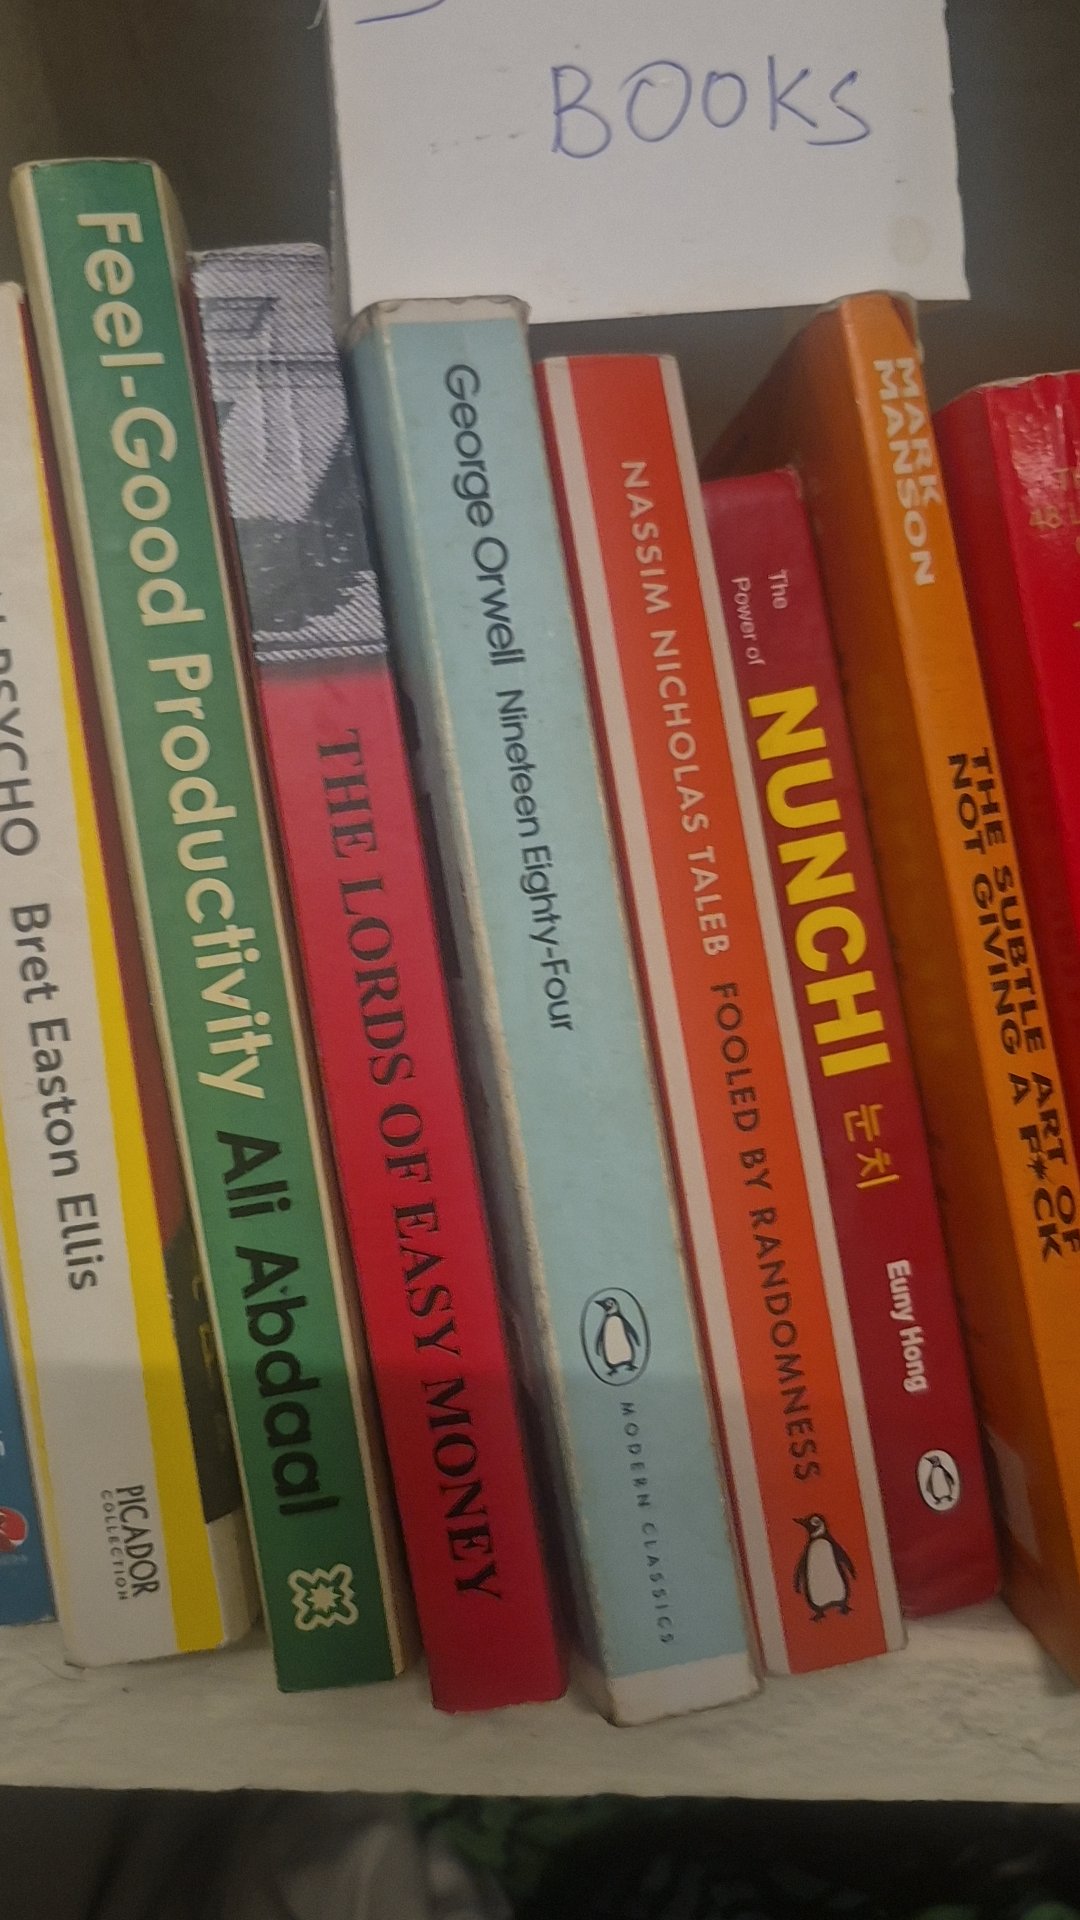 BOOKS
PSYCHO Bret Easton Ellis
PICADOR
COLLECTION
Feel-Good Productivity Ali Abdaal
THE LORDS OF EASY MONEY
George Orwell Nineteen Eighty-Four
MODERN CLASSICS
NASSIM NICHOLAS TALEB FOOLED BY RANDOMNESS
The
Power of
NUNCHI 눈치
Euny Hong
MARK
MANSON
THE SUBTLE ART OF
NOT GIVING A F*CK
48